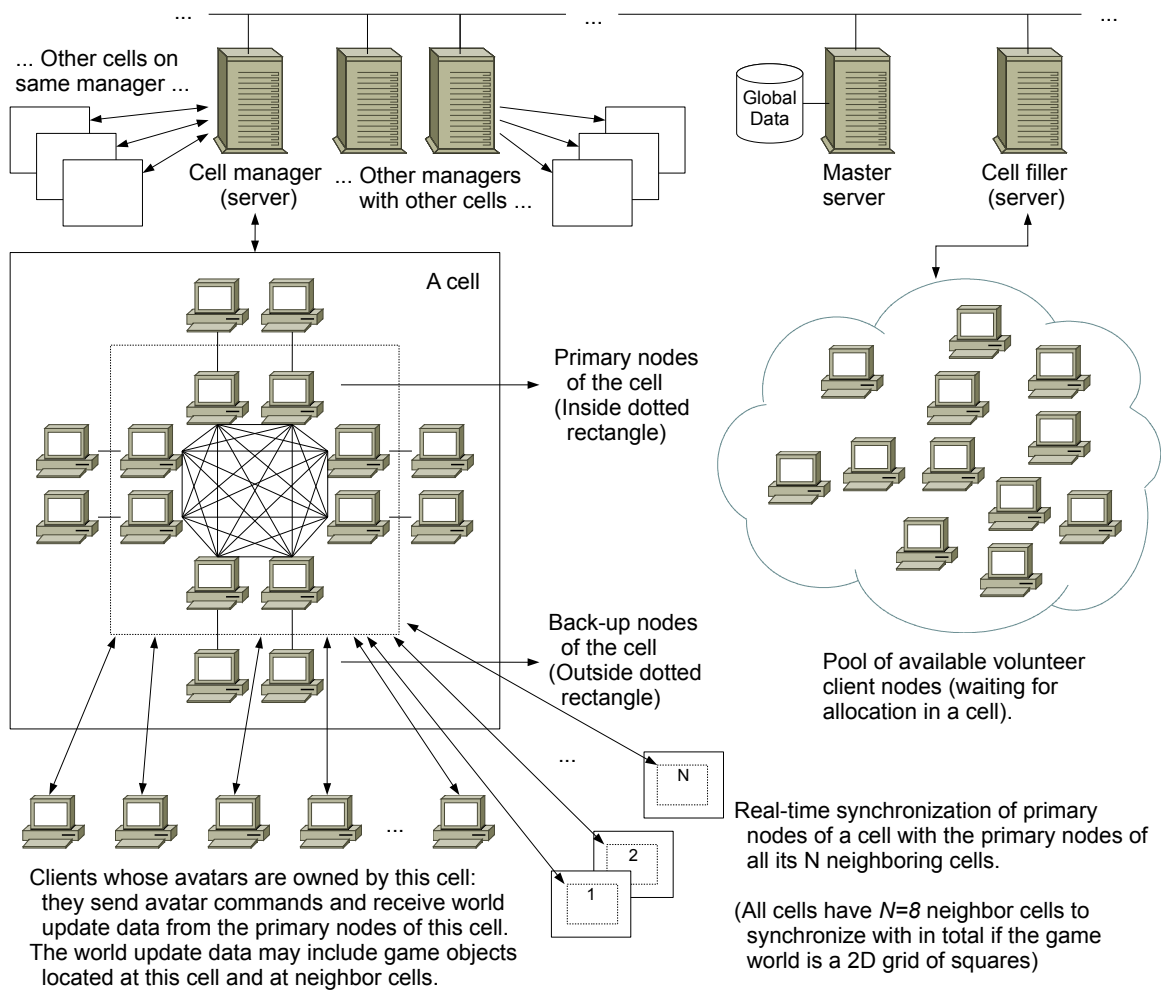 ...
...
...
... Other cells on
same manager ...
Global
Data
Cell manager
(server)
... Other managers
with other cells ...
Master
server
Cell filler
(server)
A cell
Primary nodes
of the cell
(Inside dotted
rectangle)
Back-up nodes
of the cell
(Outside dotted
rectangle)
Pool of available volunteer
client nodes (waiting for
allocation in a cell).
...
N
2
1
...
Real-time synchronization of primary
nodes of a cell with the primary nodes of
all its N neighboring cells.
(All cells have N=8 neighbor cells to
synchronize with in total if the game
world is a 2D grid of squares)
Clients whose avatars are owned by this cell:
they send avatar commands and receive world
update data from the primary nodes of this cell.
The world update data may include game objects
located at this cell and at neighbor cells.